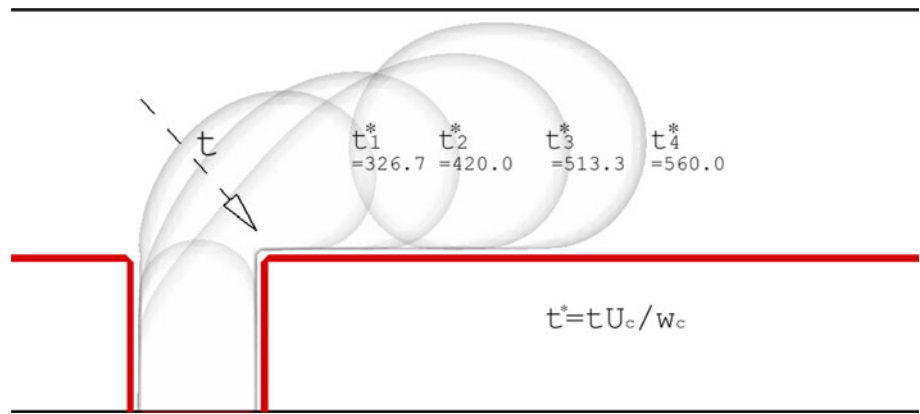 t
t*1 t*2 t*3 t*4
=326.7 =420.0 =513.3 =560.0
t*=tUc/wc